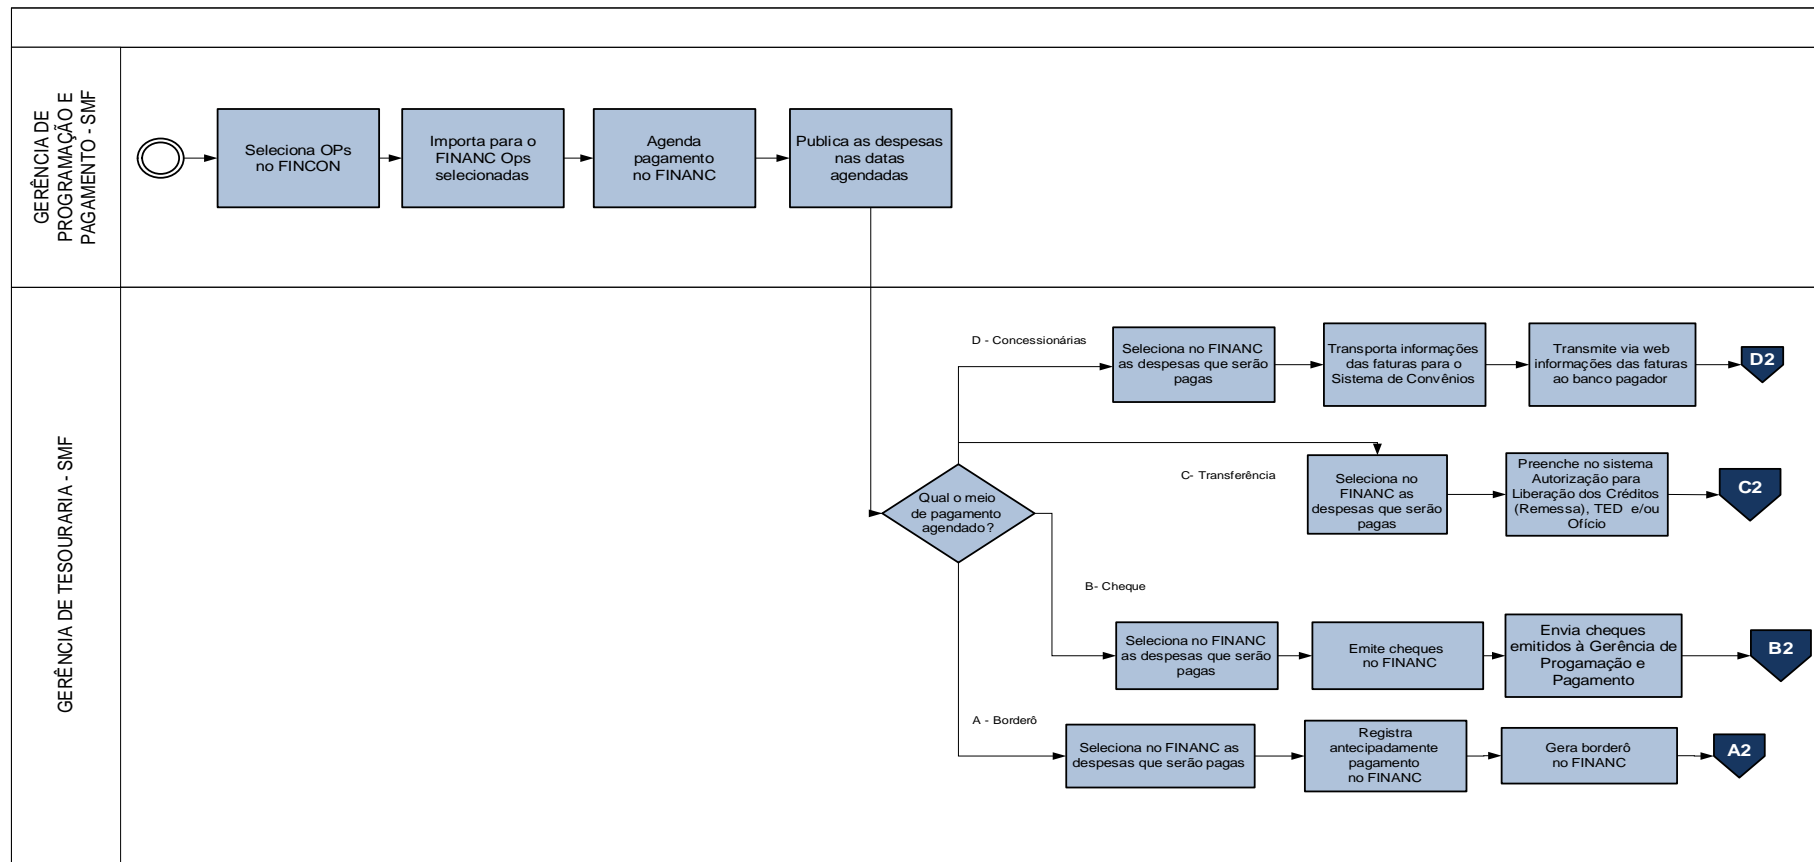 GERÊNCIA DE
PROGRAMAÇÃO E
PAGAMENTO - SMF
Seleciona OPs
no FINCON
Importa para o
FINANC Ops
selecionadas
Agenda
pagamento
no FINANC
Publica as despesas
nas datas
agendadas
GERÊNCIA DE TESOURARIA - SMF
Qual o meio
de pagamento
agendado?
D - Concessionárias
Seleciona no FINANC
as despesas que serão
pagas
Transporta informações
das faturas para o
Sistema de Convênios
Transmite via web
informações das faturas
ao banco pagador
D2
C- Transferência
Seleciona no
FINANC as
despesas que serão
pagas
Preenche no sistema
Autorização para
Liberação dos Créditos
(Remessa), TED e/ou
Ofício
C2
B- Cheque
Seleciona no FINANC
as despesas que serão
pagas
Emite cheques
no FINANC
Envia cheques
emitidos à Gerência de
Progamação e
Pagamento
B2
A - Borderô
Seleciona no FINANC as
despesas que serão pagas
Registra
antecipadamente
pagamento
no FINANC
Gera borderô
no FINANC
A2